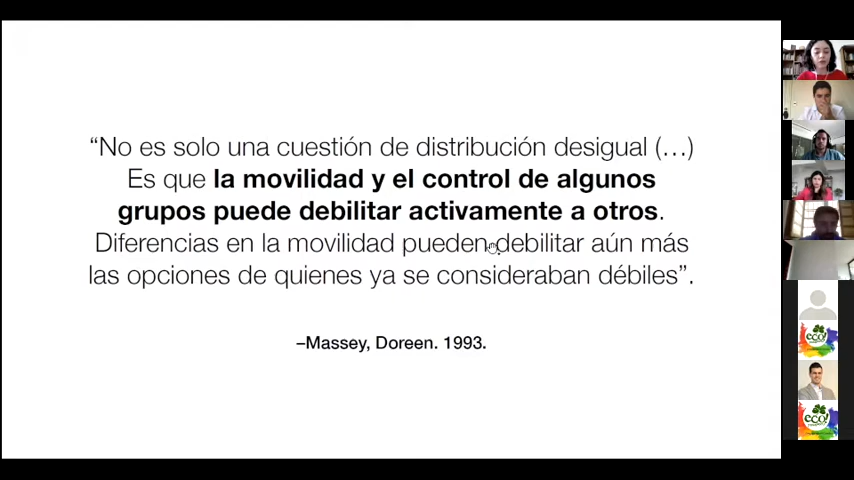 “No es solo una cuestión de distribución desigual (…)
Es que la movilidad y el control de algunos
grupos puede debilitar activamente a otros.
Diferencias en la movilidad pueden debilitar aún más
las opciones de quienes ya se consideraban débiles”.
–Massey, Doreen. 1993.
eco!
eco!